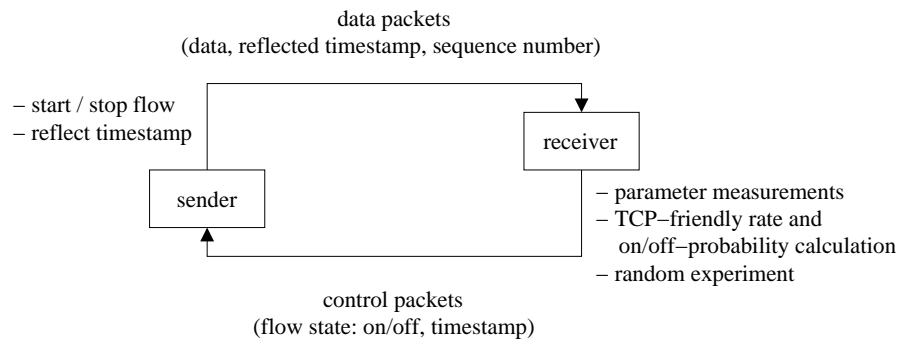 data packets
(data, reflected timestamp, sequence number)
− start / stop flow
− reflect timestamp
receiver
sender
− parameter measurements
− TCP−friendly rate and
on/off−probability calculation
− random experiment
control packets
(flow state: on/off, timestamp)